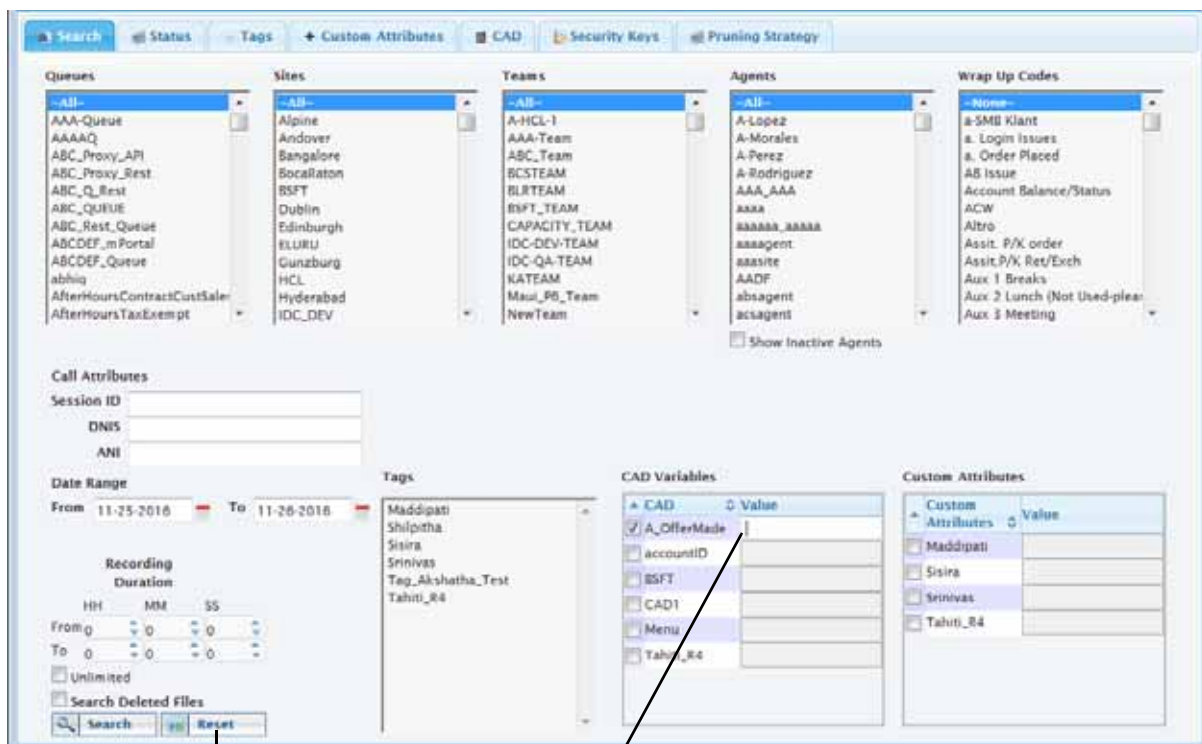 Search Status Tags + Custom Attributes CAD Security Keys Pruning Strategy
Queues
~All~
AAA-Queue
AAAAQ
ABC_Proxy_API
ABC_Proxy_Rest
ABC_Q_Rest
ABC_QUEUE
ABC_Rest_Queue
ABCDEF_mPortal
ABCDEF_Queue
abhiq
AfterHoursContractCustSale
AfterHoursTaxExempt
Sites
~All~
Alpine
Andover
Bangalore
BocaRaton
BSFT
Dublin
Edinburgh
ELURU
Gunzburg
HCL
Hyderabad
IDC_DEV
Teams
~All~
A-HCL-1
AAA-Team
ABC_Team
BCSTEAM
BLRTEAM
BSFT_TEAM
CAPACITY_TEAM
IDC-DEV-TEAM
IDC-QA-TEAM
KATEAM
Maui_P6_Team
NewTeam
Agents
~All~
A-Lopez
A-Morales
A-Perez
A-Rodriguez
AAA_AAA
aaaa
aaaaaa_aaaaa
aaaagent
aaasite
AADF
absagent
acsagent
Show Inactive Agents
Wrap Up Codes
~None~
a-SMB Klant
a. Login Issues
a. Order Placed
AB Issue
Account Balance/Status
ACW
Altro
Assit. P/K order
Assit.P/K Ret/Exch
Aux 1 Breaks
Aux 2 Lunch (Not Used-plea
Aux 3 Meeting
Call Attributes
Session ID
DNIS
ANI
Date Range
From 11-25-2016 To 11-26-2016
Recording
Duration
HH MM SS
From 0 0 0
To 0 0 0
Unlimited
Search Deleted Files
Search Reset
Tags
Maddipati
Shilpitha
Sisira
Srinivas
Tag_Akshatha_Test
Tahiti_R4
CAD Variables
CAD Value
A_OfferMade
accountID
BSFT
CAD1
Menu
Tahiti_R4
Custom Attributes
Custom
Attributes Value
Maddipati
Sisira
Srinivas
Tahiti_R4